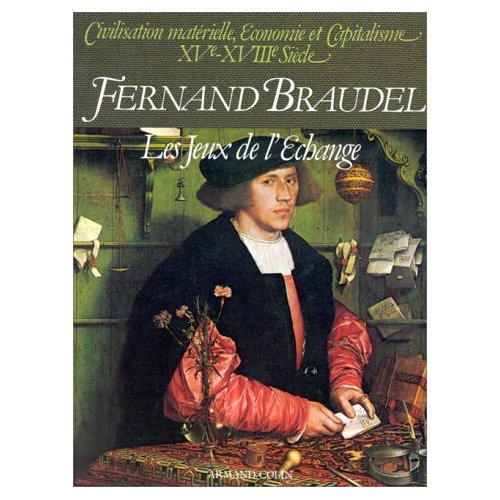 Civilisation matérielle, Economie et Capitalisme
XVe-XVIIIe Siècle
FERNAND BRAUDEL
Les Jeux de l'Echange
ARMAND COLIN